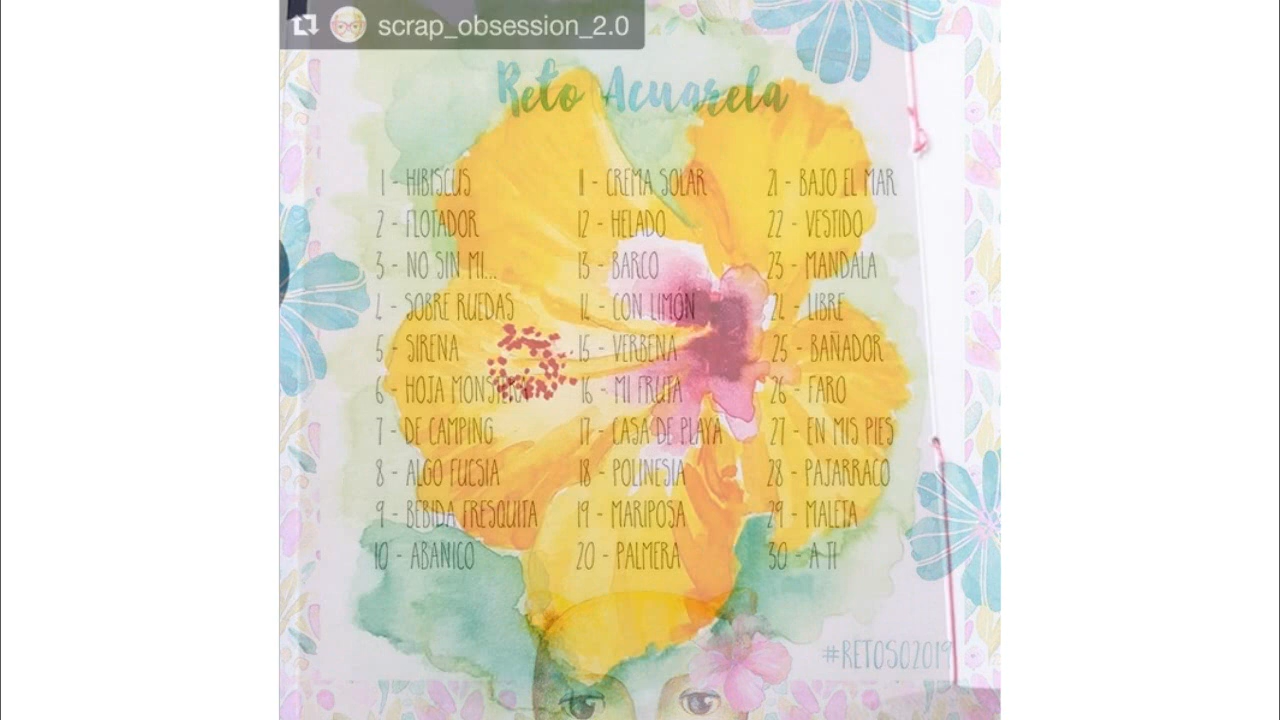 scrap_obsession_2.0
Reto Acuarela
1 - HIBISCUS
2 - FLOTADOR
3 - NO SIN MI...
4 - SOBRE RUEDAS
5 - SIRENA
6 - HOJA MONSTERA
7 - DE CAMPING
8 - ALGO FUCSIA
9 - BEBIDA FRESQUITA
10 - ABANICO
11 - CREMA SOLAR
12 - HELADO
13 - BARCO
14 - CON LIMÓN
15 - VERBENA
16 - MI FRUTA
17 - CASA DE PLAYA
18 - POLINESIA
19 - MARIPOSA
20 - PALMERA
21 - BAJO EL MAR
22 - VESTIDO
23 - MANDALA
24 - LIBRE
25 - BAÑADOR
26 - FARO
27 - EN MIS PIES
28 - PAJARRACO
29 - MALETA
30 - A TI
#RETOSO2019